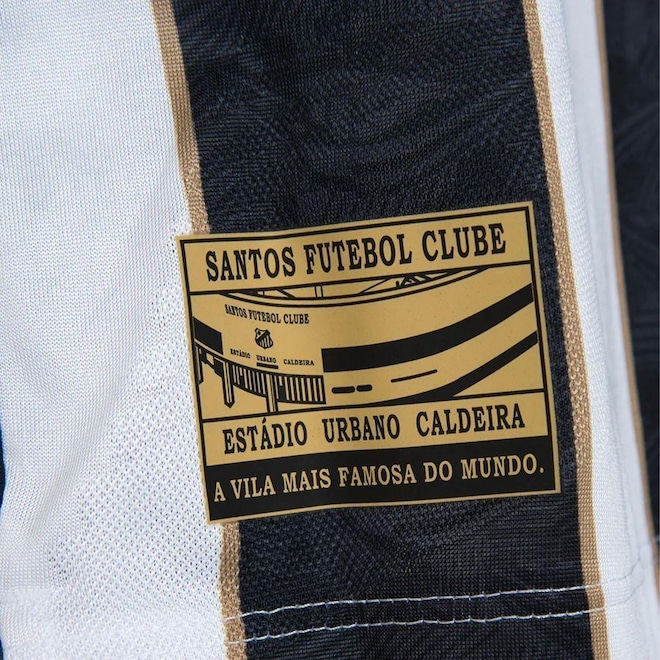 SANTOS FUTEBOL CLUBE
SANTOS FUTEBOL CLUBE
ESTÁDIO URBANO CALDEIRA
ESTÁDIO URBANO CALDEIRA
A VILA MAIS FAMOSA DO MUNDO.